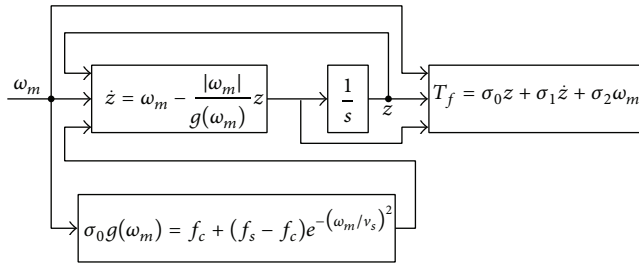 ω_m
ż = ω_m − |ω_m|/g(ω_m) z
1/s
z
T_f = σ_0 z + σ_1 ż + σ_2 ω_m
σ_0 g(ω_m) = f_c + (f_s − f_c)e^{−(ω_m/v_s)^2}